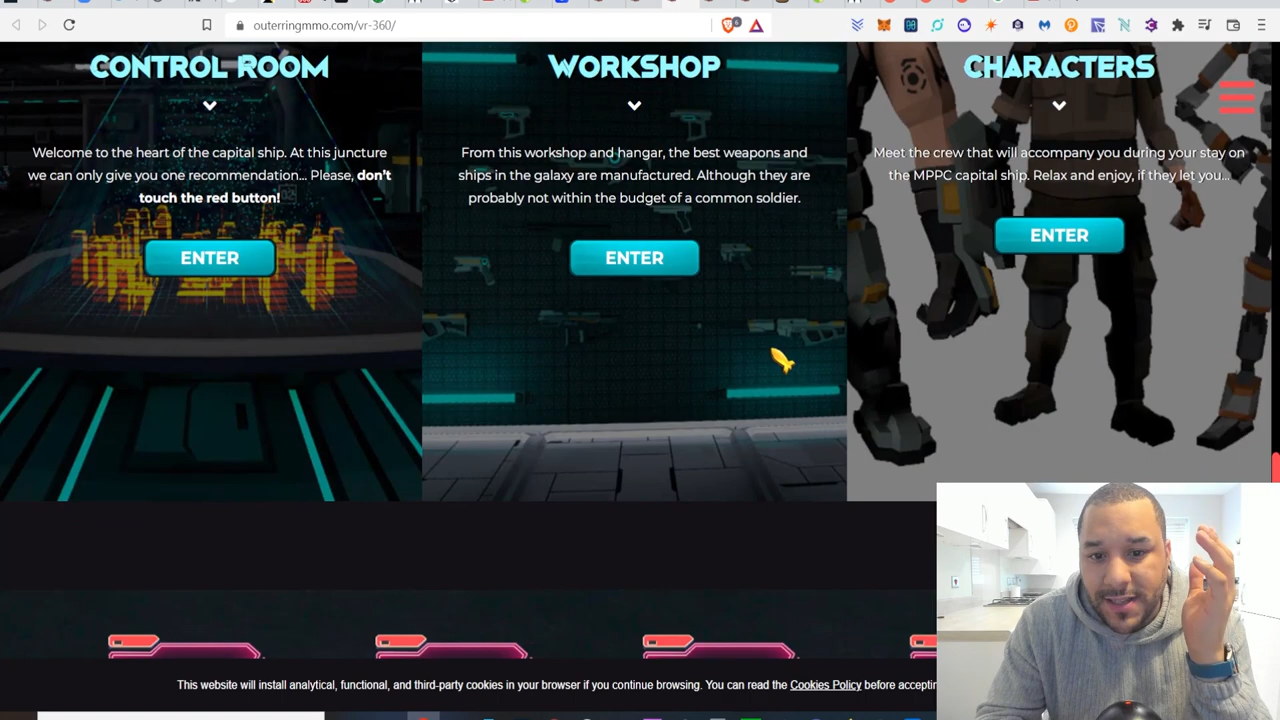 outerringmmo.com/vr-360/
CONTROL ROOM
Welcome to the heart of the capital ship. At this juncture
we can only give you one recommendation... Please, don't
touch the red button!
ENTER
WORKSHOP
From this workshop and hangar, the best weapons and
ships in the galaxy are manufactured. Although they are
probably not within the budget of a common soldier.
ENTER
CHARACTERS
Meet the crew that will accompany you during your stay on
the MPPC capital ship. Relax and enjoy, if they let you...
ENTER
This website will install analytical, functional, and third-party cookies in your browser if you continue browsing. You can read the Cookies Policy before